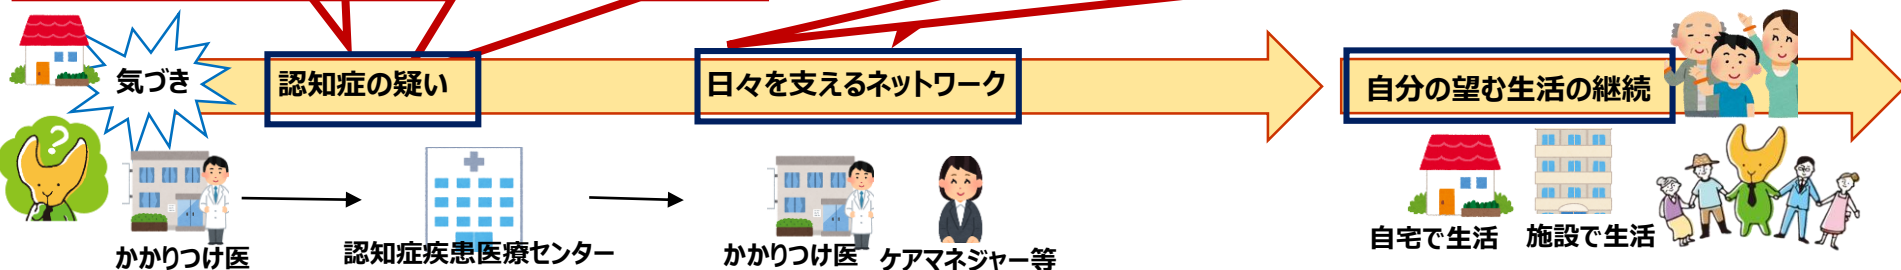 気づき
認知症の疑い
日々を支えるネットワーク
自分の望む生活の継続
?
かかりつけ医
認知症疾患医療センター
かかりつけ医
ケアマネジャー等
自宅で生活
施設で生活